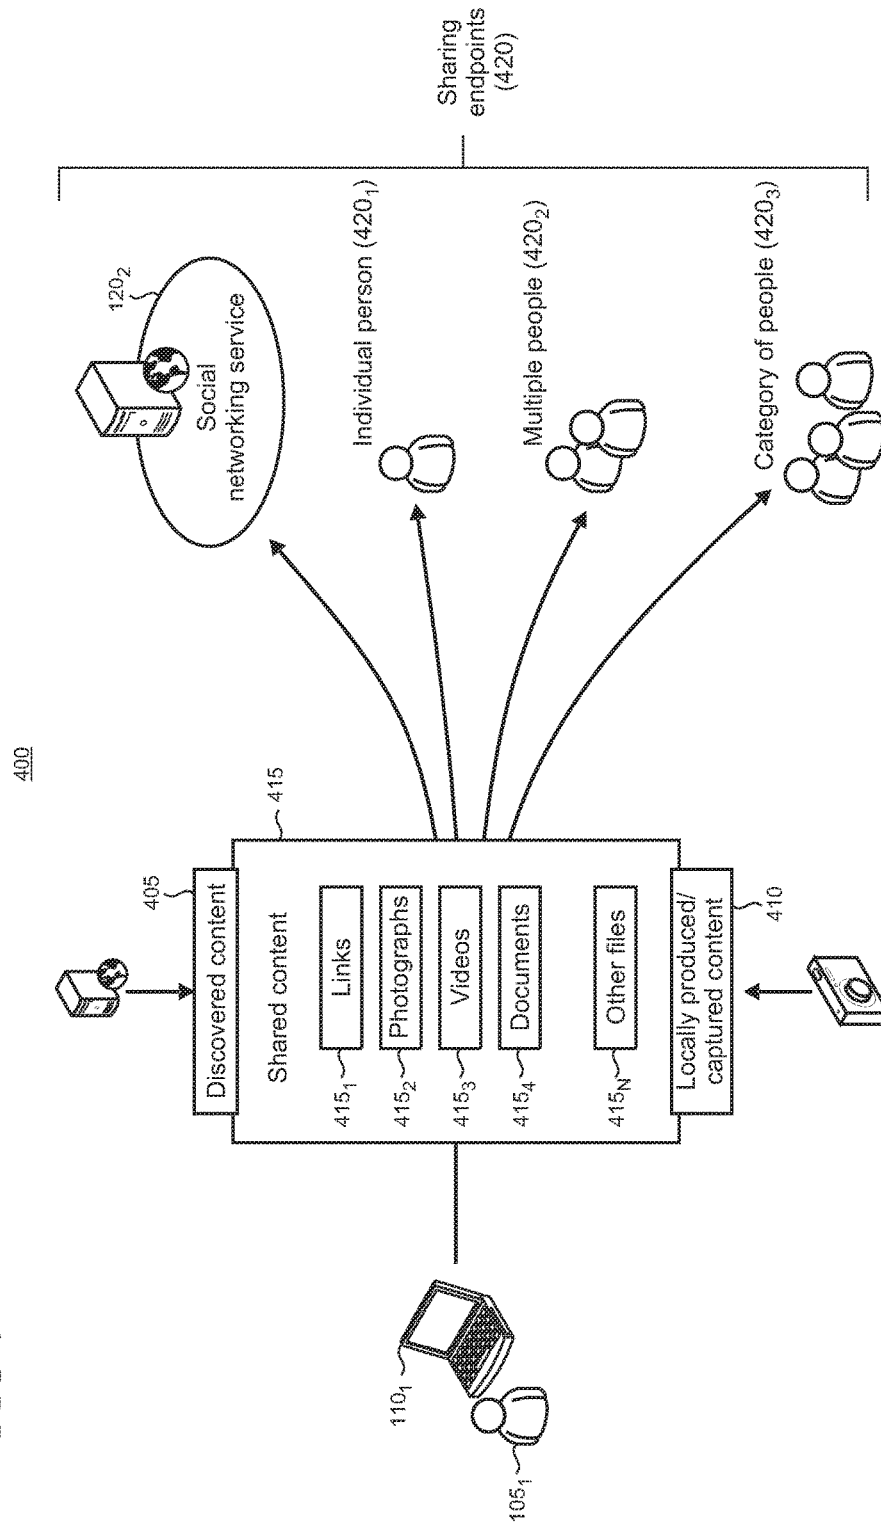 400
Discovered content
405
Shared content
415
415₁
Links
415₂
Photographs
415₃
Videos
415₄
Documents
415N
Other files
Locally produced/
captured content
410
110₁
105₁
120₂
Social
networking service
Individual person (420₁)
Multiple people (420₂)
Category of people (420₃)
Sharing
endpoints
(420)